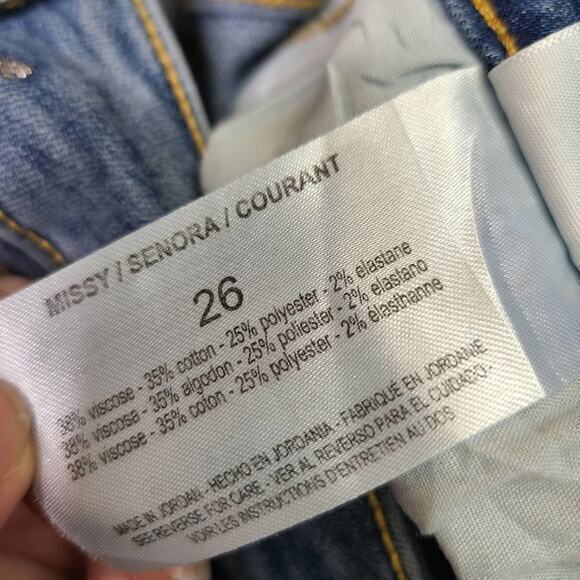 MISSY / SENORA / COURANT
26
38% viscose - 35% cotton - 25% polyester - 2% elastane
38% viscosa - 35% algodon - 25% poliester - 2% elastano
38% viscose - 35% coton - 25% polyester - 2% élasthanne
MADE IN JORDAN - HECHO EN JORDANIA - FABRIQUÉ EN JORDANIE
SEE REVERSE FOR CARE - VER AL REVERSO PARA EL CUIDADO -
VOIR LES INSTRUCTIONS D'ENTRETIEN AU DOS